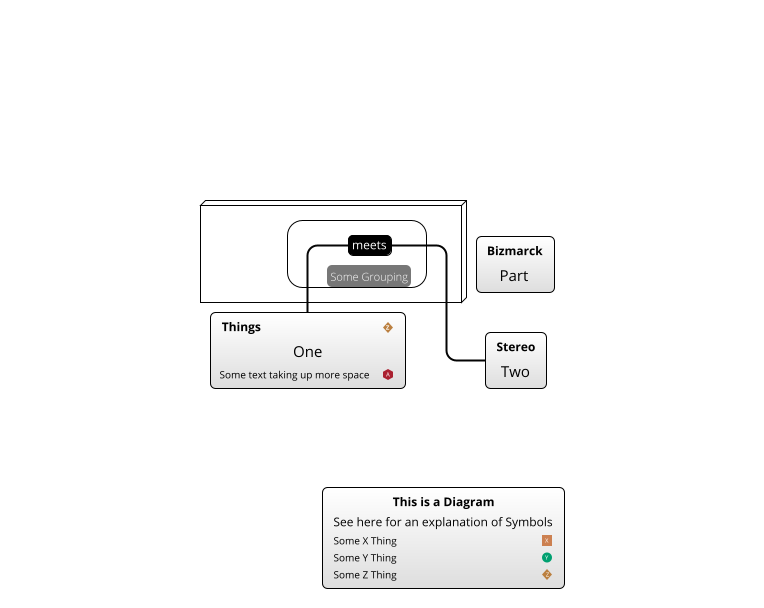 meets
Some Grouping
Bizmarck
Part
Things Z
One
Some text taking up more space A
Stereo
Two
This is a Diagram
See here for an explanation of Symbols
Some X Thing X
Some Y Thing Y
Some Z Thing Z